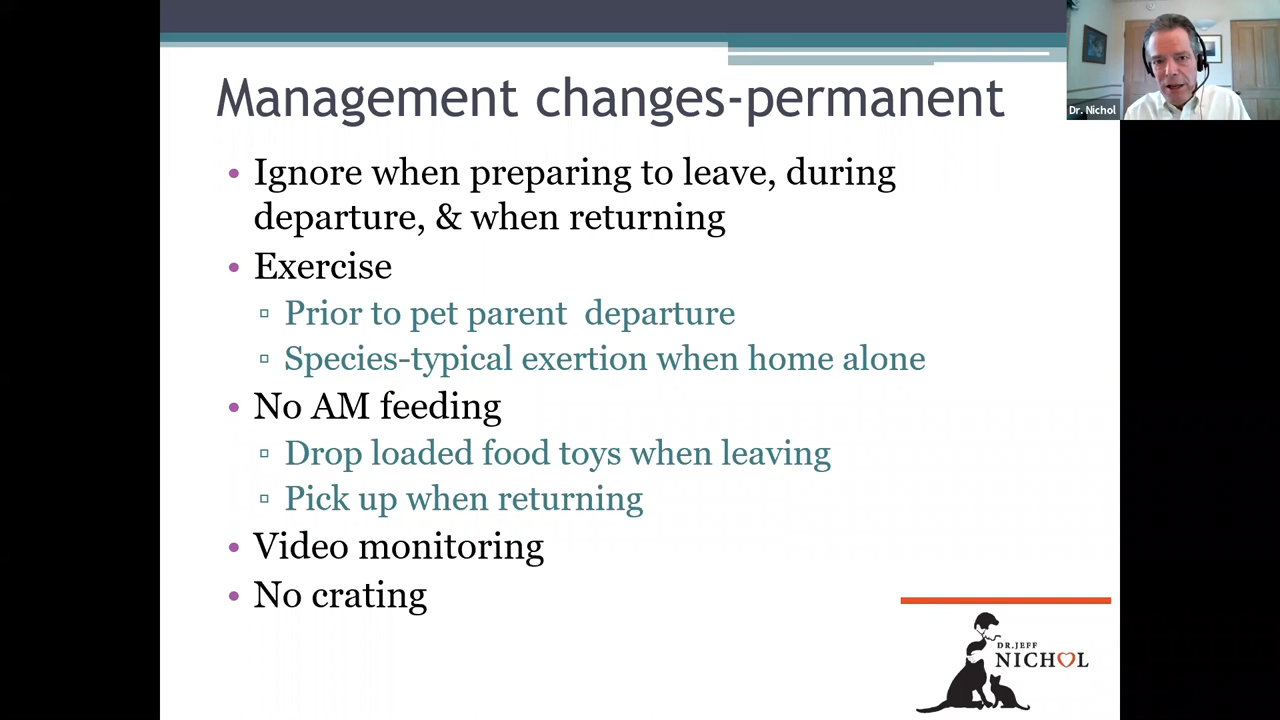 Management changes-permanent
• Ignore when preparing to leave, during
departure, & when returning
• Exercise
▫ Prior to pet parent departure
▫ Species-typical exertion when home alone
• No AM feeding
▫ Drop loaded food toys when leaving
▫ Pick up when returning
• Video monitoring
• No crating
Dr. Nichol
DR.JEFF
NICHOL